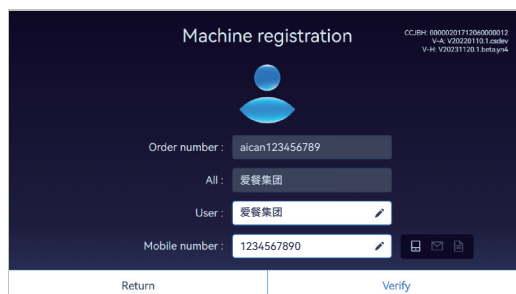 Machine registration
CCJBH: 00000201712060000012
V-A: V20220110.1.csdev
V-H: V20231120.1.beta.yn4
Order number : aican123456789
All : 爱餐集团
User : 爱餐集团
Mobile number : 1234567890
Return Verify